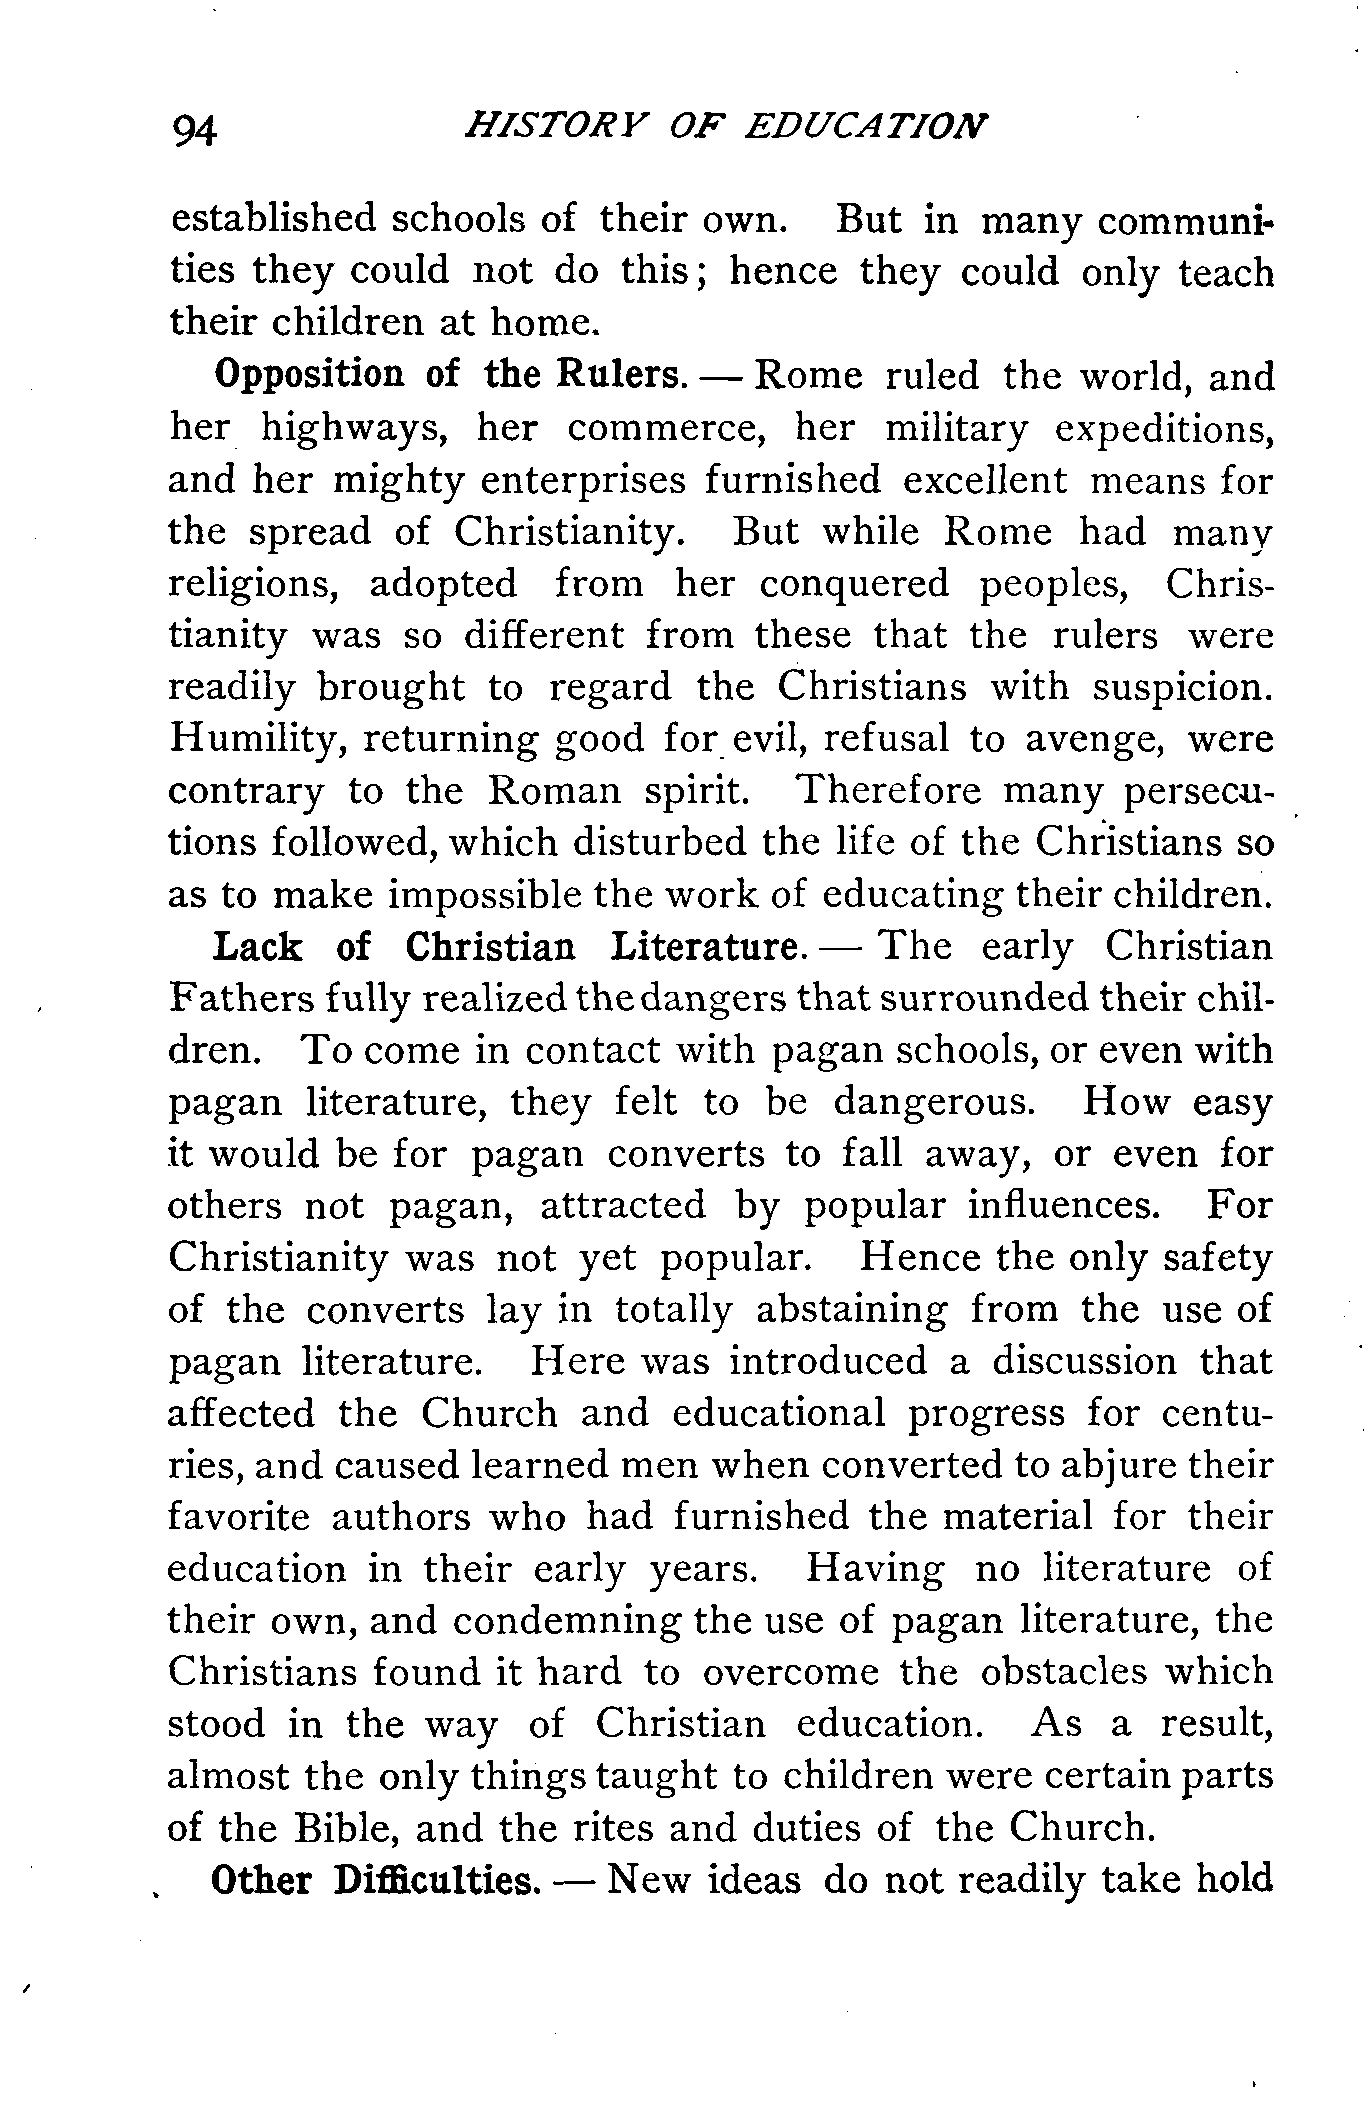 94 HISTORY OF EDUCATION
established schools of their own. But in many communi-
ties they could not do this; hence they could only teach
their children at home.
Opposition of the Rulers. — Rome ruled the world, and
her highways, her commerce, her military expeditions,
and her mighty enterprises furnished excellent means for
the spread of Christianity. But while Rome had many
religions, adopted from her conquered peoples, Chris-
tianity was so different from these that the rulers were
readily brought to regard the Christians with suspicion.
Humility, returning good for evil, refusal to avenge, were
contrary to the Roman spirit. Therefore many persecu-
tions followed, which disturbed the life of the Christians so
as to make impossible the work of educating their children.
Lack of Christian Literature. — The early Christian
Fathers fully realized the dangers that surrounded their chil-
dren. To come in contact with pagan schools, or even with
pagan literature, they felt to be dangerous. How easy
it would be for pagan converts to fall away, or even for
others not pagan, attracted by popular influences. For
Christianity was not yet popular. Hence the only safety
of the converts lay in totally abstaining from the use of
pagan literature. Here was introduced a discussion that
affected the Church and educational progress for centu-
ries, and caused learned men when converted to abjure their
favorite authors who had furnished the material for their
education in their early years. Having no literature of
their own, and condemning the use of pagan literature, the
Christians found it hard to overcome the obstacles which
stood in the way of Christian education. As a result,
almost the only things taught to children were certain parts
of the Bible, and the rites and duties of the Church.
Other Difficulties. — New ideas do not readily take hold